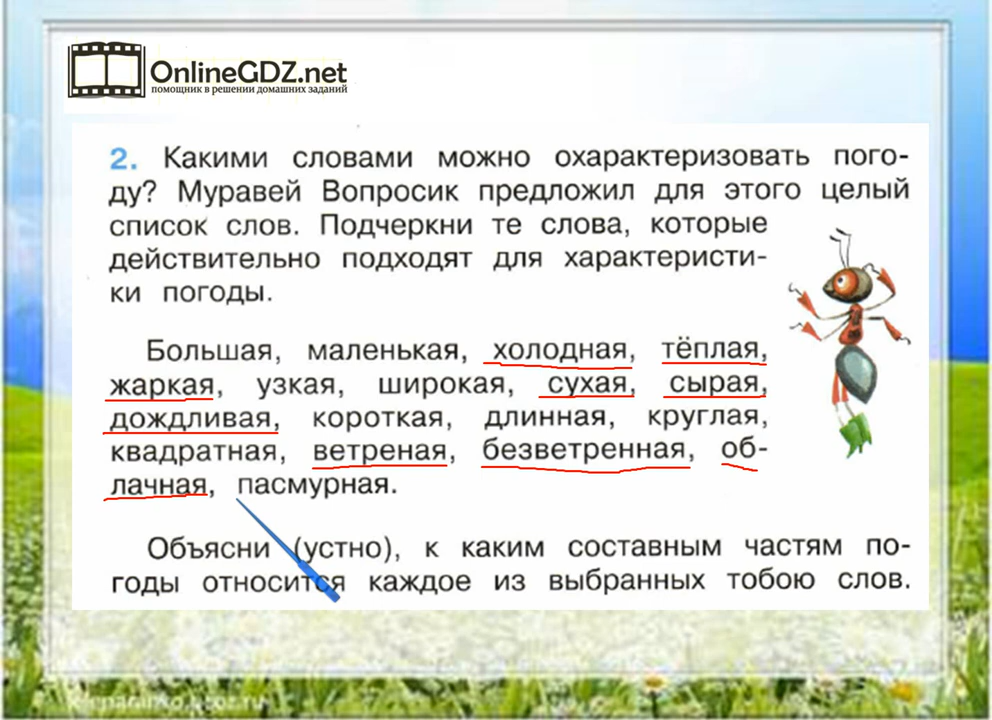 OnlineGDZ.net
помощник в решении домашних заданий
2. Какими словами можно охарактеризовать пого-
ду? Муравей Вопросик предложил для этого целый
список слов. Подчеркни те слова, которые
действительно подходят для характеристи-
ки погоды.
Большая, маленькая, холодная, тёплая,
жаркая, узкая, широкая, сухая, сырая,
дождливая, короткая, длинная, круглая,
квадратная, ветреная, безветренная, об-
лачная, пасмурная.
Объясни (устно), к каким составным частям по-
годы относится каждое из выбранных тобою слов.